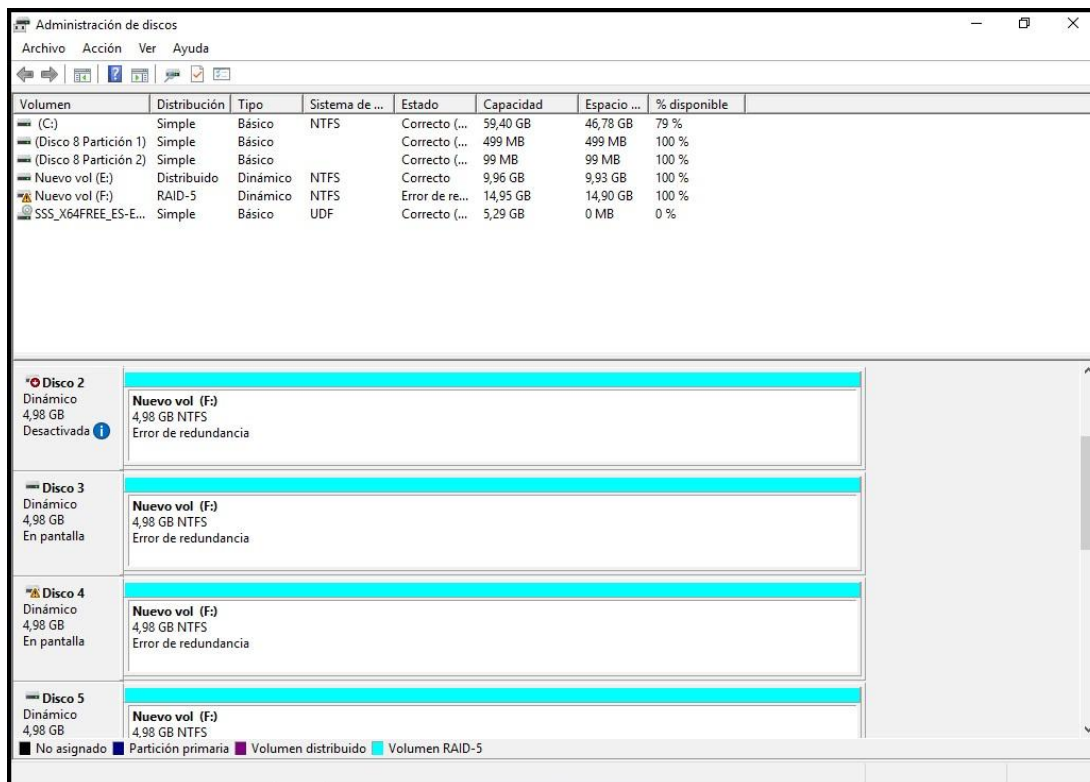 Administración de discos
Archivo Acción Ver Ayuda
Volumen Distribución Tipo Sistema de ... Estado Capacidad Espacio ... % disponible
(C:) Simple Básico NTFS Correcto (... 59,40 GB 46,78 GB 79 %
(Disco 8 Partición 1) Simple Básico Correcto (... 499 MB 499 MB 100 %
(Disco 8 Partición 2) Simple Básico Correcto (... 99 MB 99 MB 100 %
Nuevo vol (E:) Distribuido Dinámico NTFS Correcto 9,96 GB 9,93 GB 100 %
Nuevo vol (F:) RAID-5 Dinámico NTFS Error de re... 14,95 GB 14,90 GB 100 %
SSS_X64FREE_ES-E... Simple Básico UDF Correcto (... 5,29 GB 0 MB 0 %
Disco 2
Dinámico
4,98 GB
Desactivada
Nuevo vol (F:)
4,98 GB NTFS
Error de redundancia
Disco 3
Dinámico
4,98 GB
En pantalla
Nuevo vol (F:)
4,98 GB NTFS
Error de redundancia
Disco 4
Dinámico
4,98 GB
En pantalla
Nuevo vol (F:)
4,98 GB NTFS
Error de redundancia
Disco 5
Dinámico
4,98 GB
Nuevo vol (F:)
4,98 GB NTFS
No asignado Partición primaria Volumen distribuido Volumen RAID-5